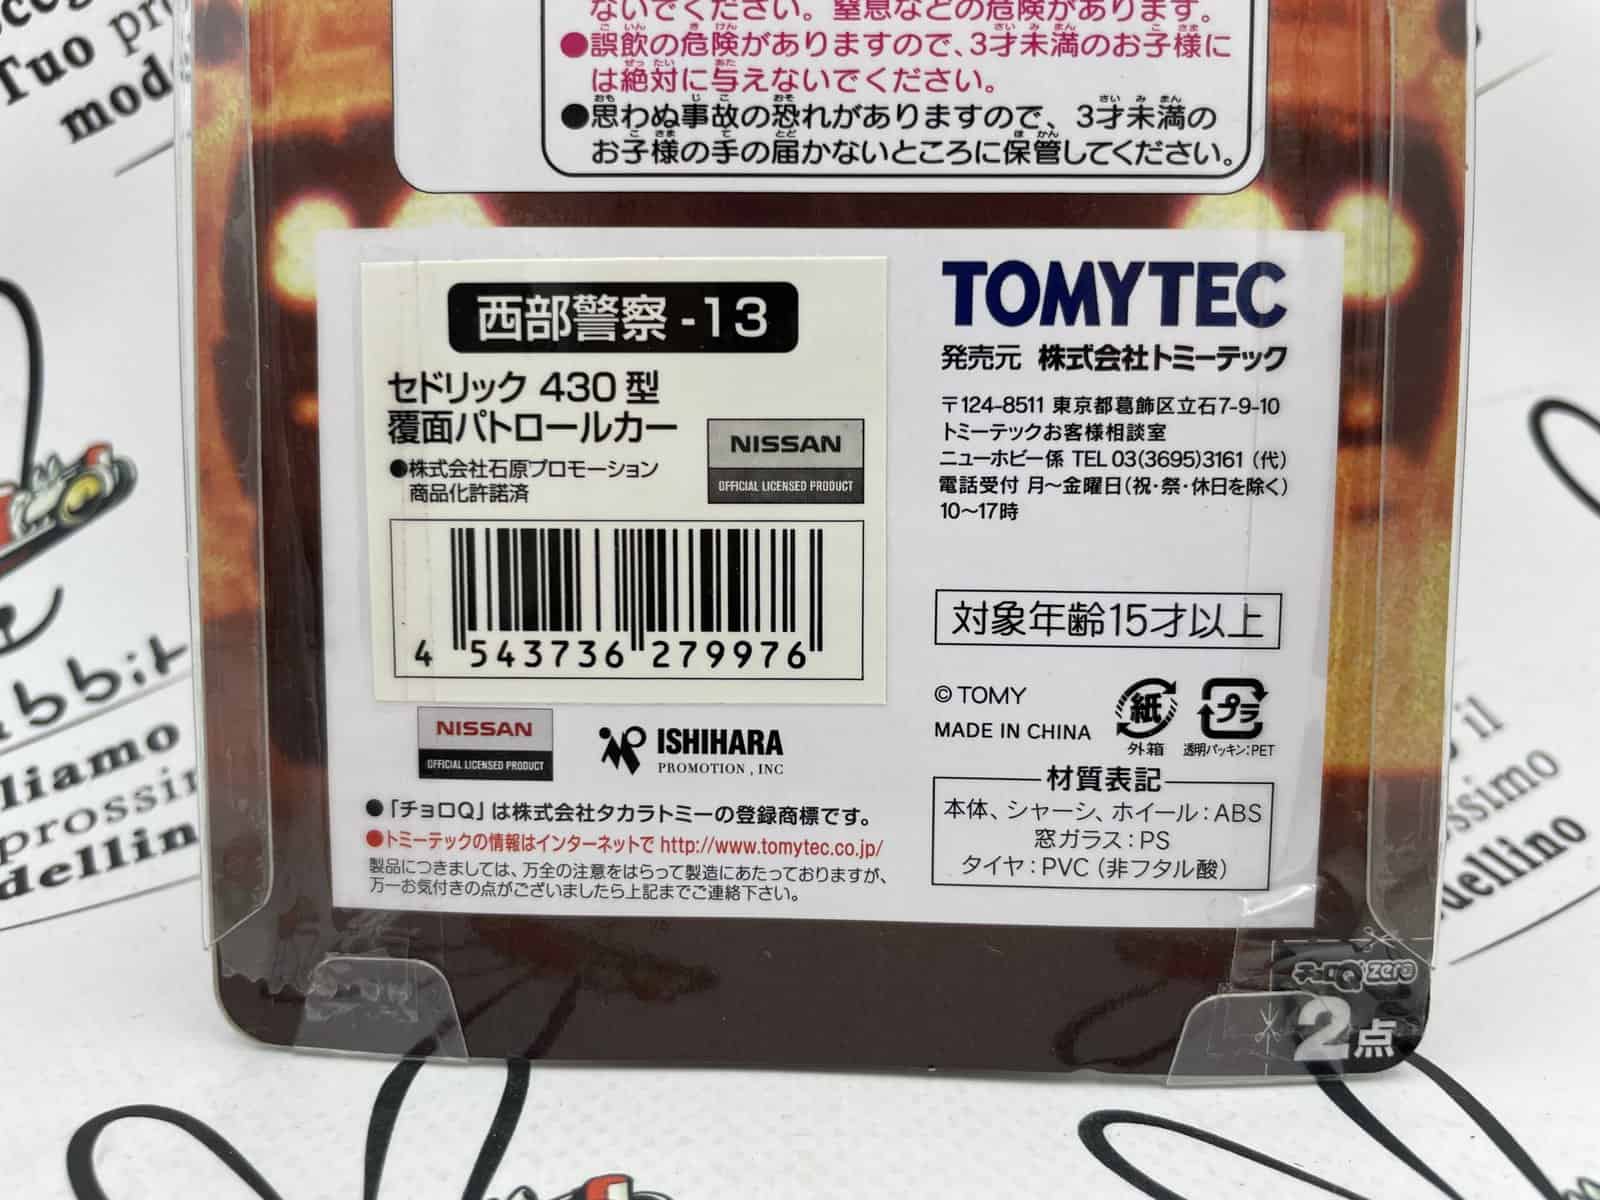 ないでください。窒息などの危険があります。
●誤飲の危険がありますので、3才未満のお子様に
は絶対に与えないでください。
●思わぬ事故の恐れがありますので、3才未満の
お子様の手の届かないところに保管してください。
西部警察 -13
セドリック 430 型
覆面パトロールカー
●株式会社石原プロモーション
商品化許諾済
NISSAN
OFFICIAL LICENSED PRODUCT
4 543736 279976
NISSAN
OFFICIAL LICENSED PRODUCT
ISHIHARA
PROMOTION , INC
●「チョロQ」は株式会社タカラトミーの登録商標です。
●トミーテックの情報はインターネットで http://www.tomytec.co.jp/
製品につきましては、万全の注意をはらって製造にあたっておりますが、
万一お気付きの点がございましたら上記までご連絡下さい。
TOMYTEC
発売元 株式会社トミーテック
〒124-8511 東京都葛飾区立石7-9-10
トミーテックお客様相談室
ニューホビー係 TEL 03(3695)3161 (代)
電話受付 月〜金曜日(祝・祭・休日を除く)
10〜17時
対象年齢15才以上
© TOMY
MADE IN CHINA
紙
外箱
プラ
透明パッキン:PET
材質表記
本体、シャーシ、ホイール:ABS
窓ガラス:PS
タイヤ:PVC (非フタル酸)
チョロQ zero
2点
Tuo
liamo
prossimo
dellino